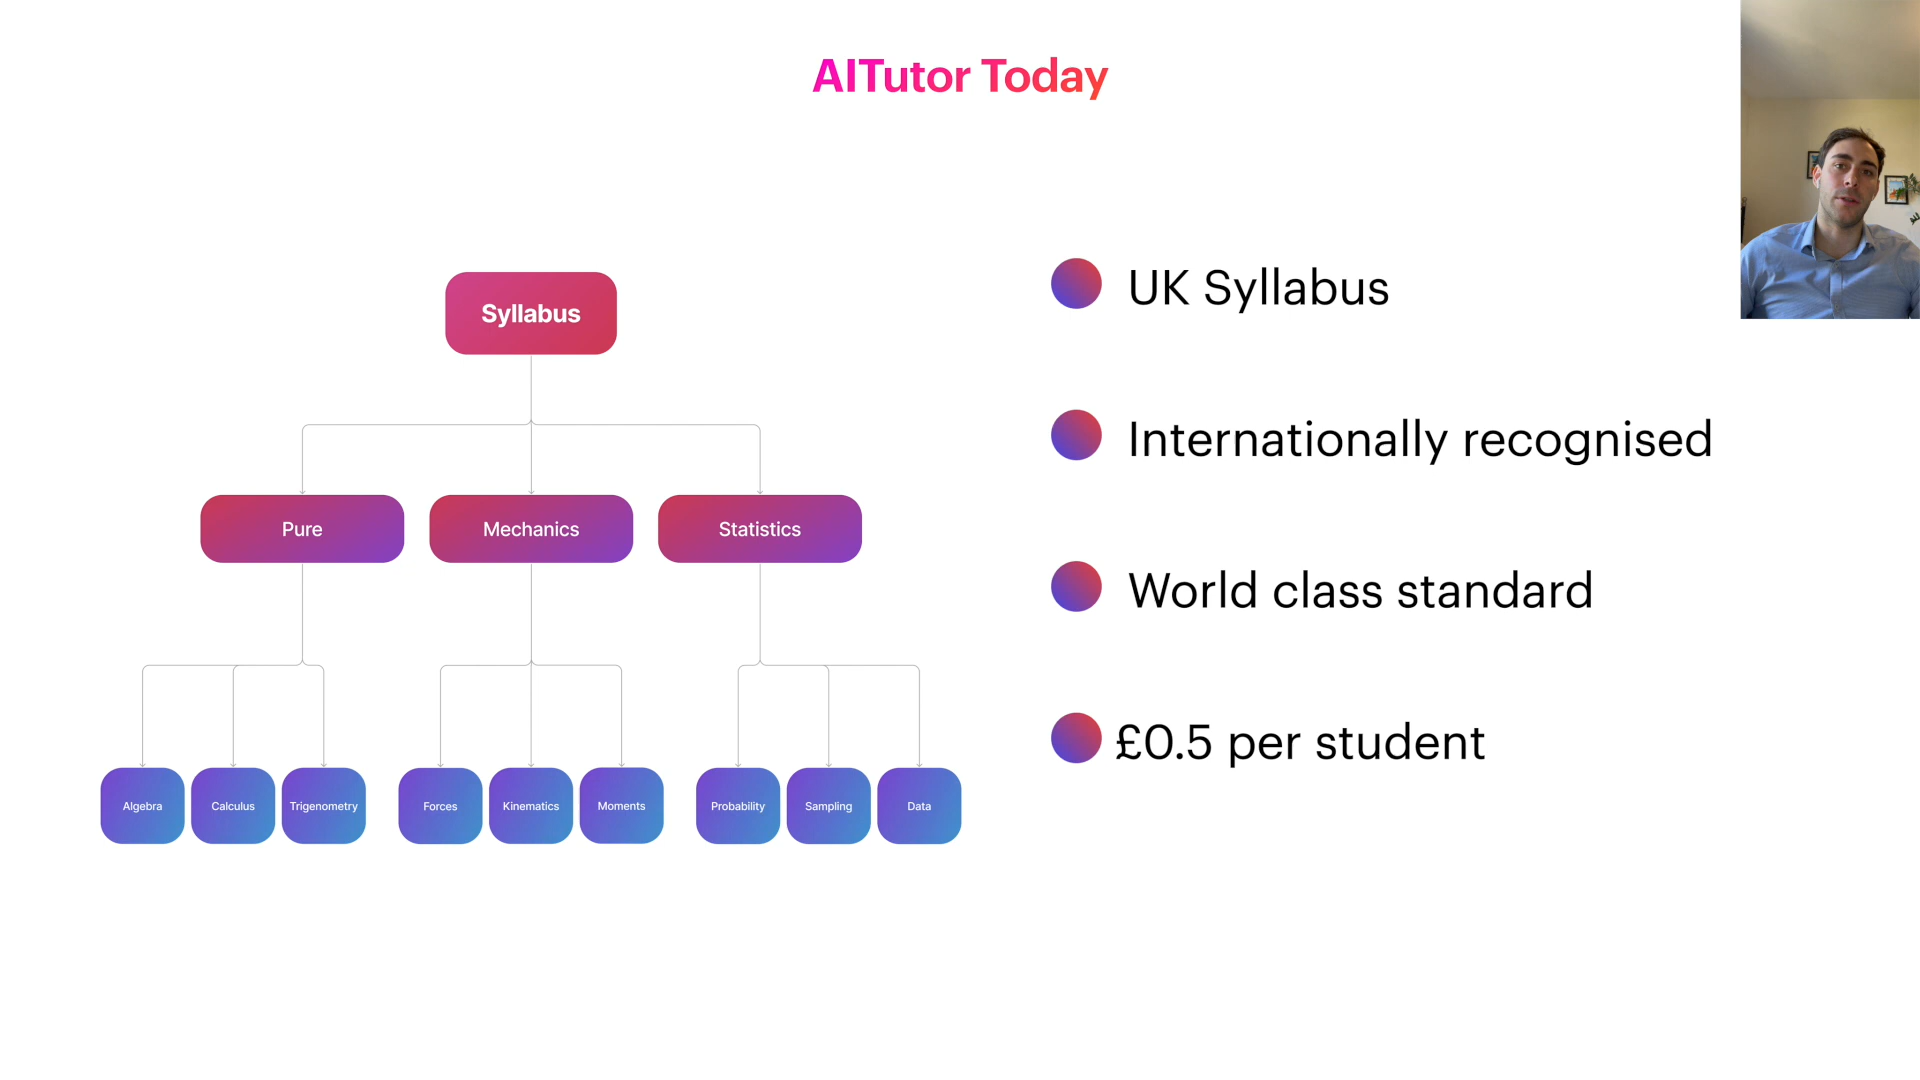 AITutor Today
Syllabus
Pure
Mechanics
Statistics
Algebra
Calculus
Trigenometry
Forces
Kinematics
Moments
Probability
Sampling
Data
UK Syllabus
Internationally recognised
World class standard
£0.5 per student